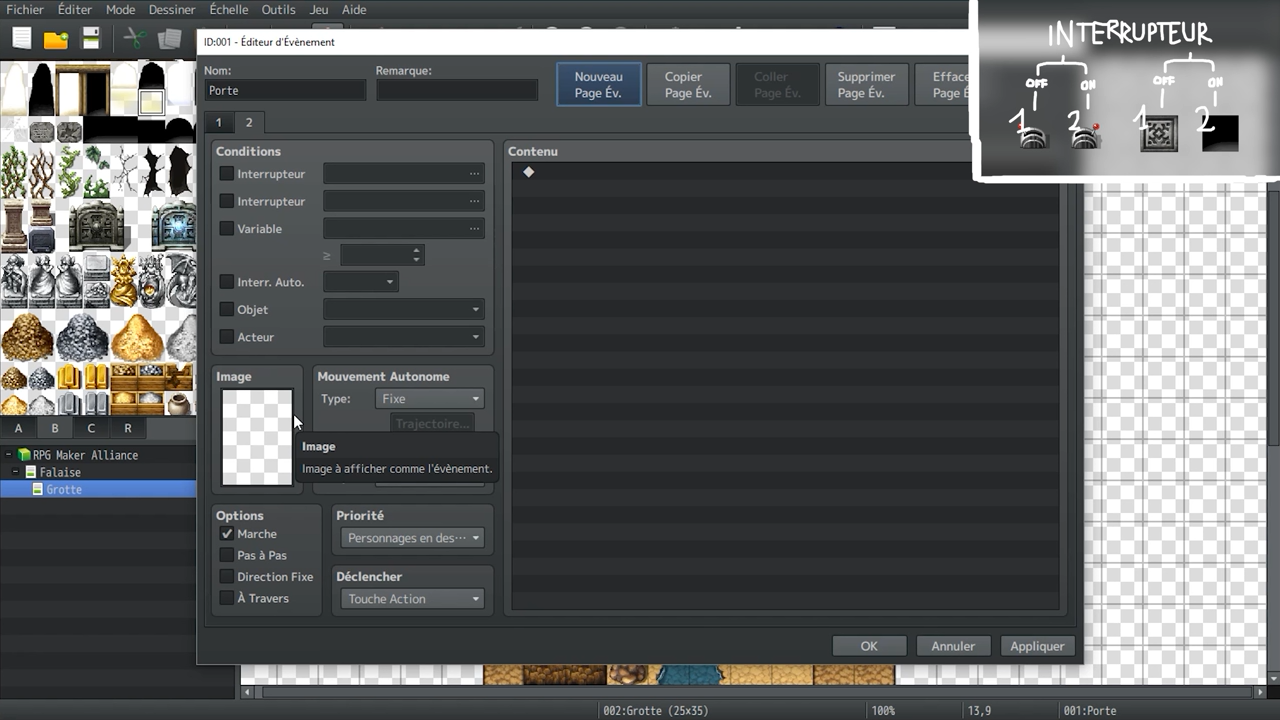 Fichier Éditer Mode Dessiner Échelle Outils Jeu Aide
ID:001 - Éditeur d'Évènement
INTERRUPTEUR
OFF ON OFF ON
1 2 1 2
Nom: Remarque:
Porte
Nouveau
Page Év.
Copier
Page Év.
Coller
Page Év.
Supprimer
Page Év.
Efface
Page Év
1 2
Conditions
Interrupteur ...
Interrupteur ...
Variable ...
≥
Interr. Auto.
Objet
Acteur
Contenu
Image
Mouvement Autonome
Type: Fixe
Trajectoire...
Image
Image à afficher comme l'évènement.
Options
Marche
Pas à Pas
Direction Fixe
À Travers
Priorité
Personnages en des···
Déclencher
Touche Action
OK Annuler Appliquer
A B C R
RPG Maker Alliance
Falaise
Grotte
002:Grotte (25x35) 100% 13,9 001:Porte